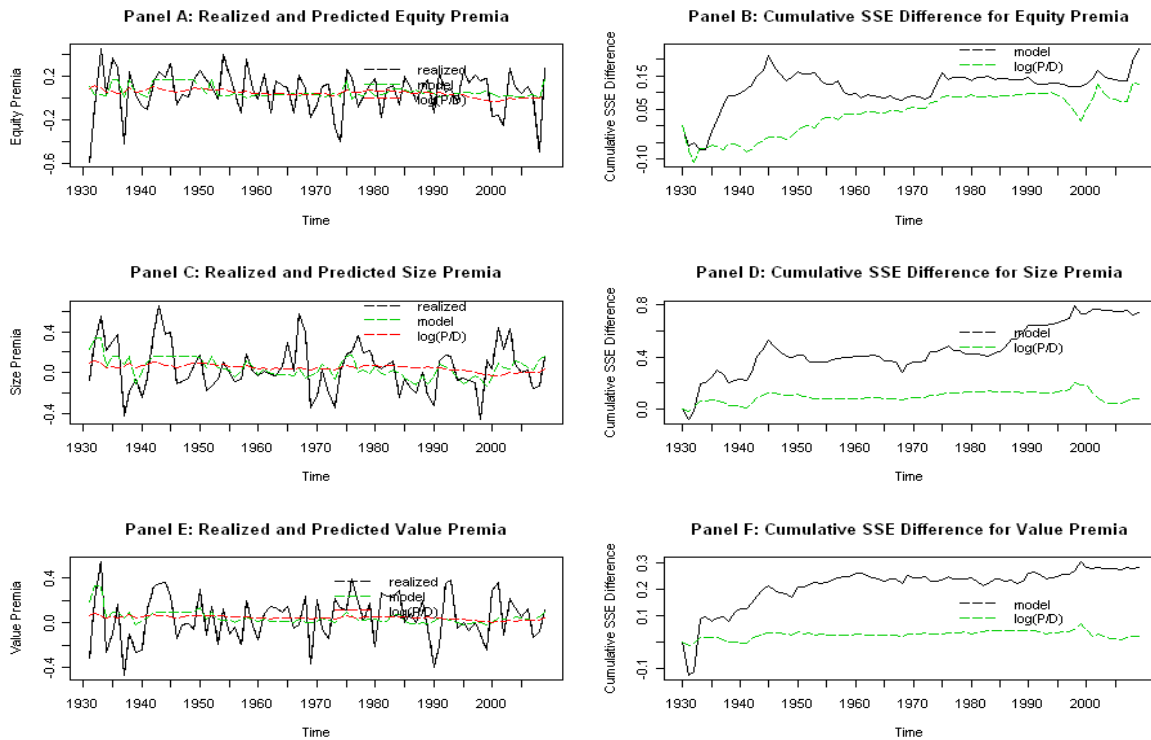 Panel A: Realized and Predicted Equity Premia
Equity Premia
0.2
-0.2
-0.6
realized
model
log(P/D)
1930 1940 1950 1960 1970 1980 1990 2000
Time
Panel B: Cumulative SSE Difference for Equity Premia
Cumulative SSE Difference
0.15
0.05
-0.10
model
log(P/D)
1930 1940 1950 1960 1970 1980 1990 2000
Time
Panel C: Realized and Predicted Size Premia
Size Premia
0.4
0.0
-0.4
realized
model
log(P/D)
1930 1940 1950 1960 1970 1980 1990 2000
Time
Panel D: Cumulative SSE Difference for Size Premia
Cumulative SSE Difference
0.8
0.4
0.0
model
log(P/D)
1930 1940 1950 1960 1970 1980 1990 2000
Time
Panel E: Realized and Predicted Value Premia
Value Premia
0.4
0.0
-0.4
realized
model
log(P/D)
1930 1940 1950 1960 1970 1980 1990 2000
Time
Panel F: Cumulative SSE Difference for Value Premia
Cumulative SSE Difference
0.3
0.2
0.1
-0.1
model
log(P/D)
1930 1940 1950 1960 1970 1980 1990 2000
Time